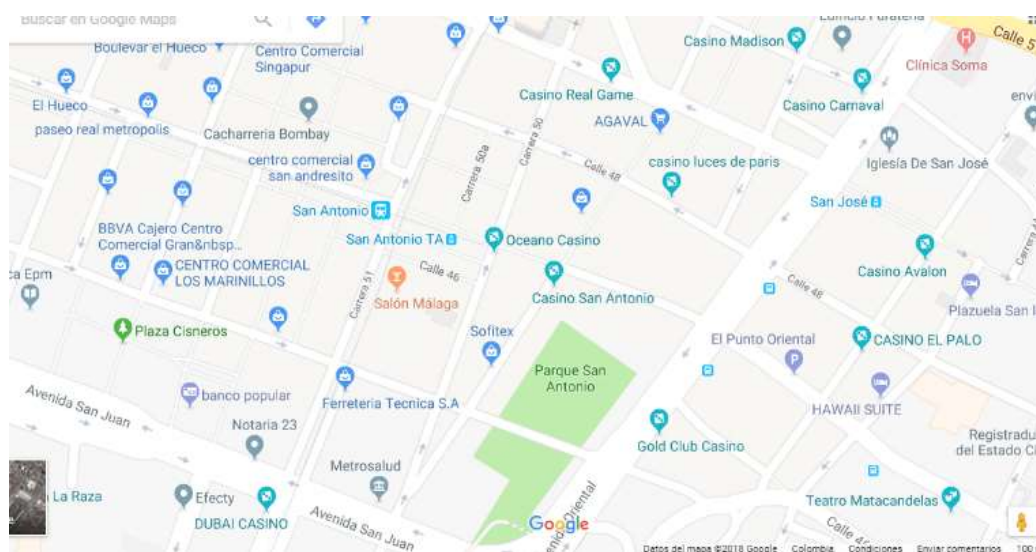 Buscar en Google Maps
Boulevar el Hueco
Centro Comercial
Singapur
Casino Madison
Calle 5
Clínica Soma
El Hueco
paseo real metropolis
Cacharreria Bombay
Casino Real Game
Carrera 50
AGAVAL
Casino Carnaval
envi
centro comercial
san andresito
Carrera 50a
Calle 48
casino luces de paris
Iglesia De San José
San Antonio
San José
BBVA Cajero Centro
Comercial Gran&nbsp...
San Antonio TA
Oceano Casino
CENTRO COMERCIAL
LOS MARINILLOS
ca Epm
Calle 46
Salón Málaga
Carrera 51
Casino San Antonio
Calle 48
Casino Avalon
Plazuela San I
Plaza Cisneros
Sofitex
El Punto Oriental
CASINO EL PALO
Parque San
Antonio
banco popular
Ferreteria Tecnica S.A
HAWAII SUITE
Avenida San Juan
Notaria 23
Gold Club Casino
Registradu
del Estado Ci
Metrosalud
La Raza
Efecty
DUBAI CASINO
Avenida San Juan
Google
Teatro Matacandelas
Datos del mapa ©2018 Google Colombia Condiciones Enviar comentarios